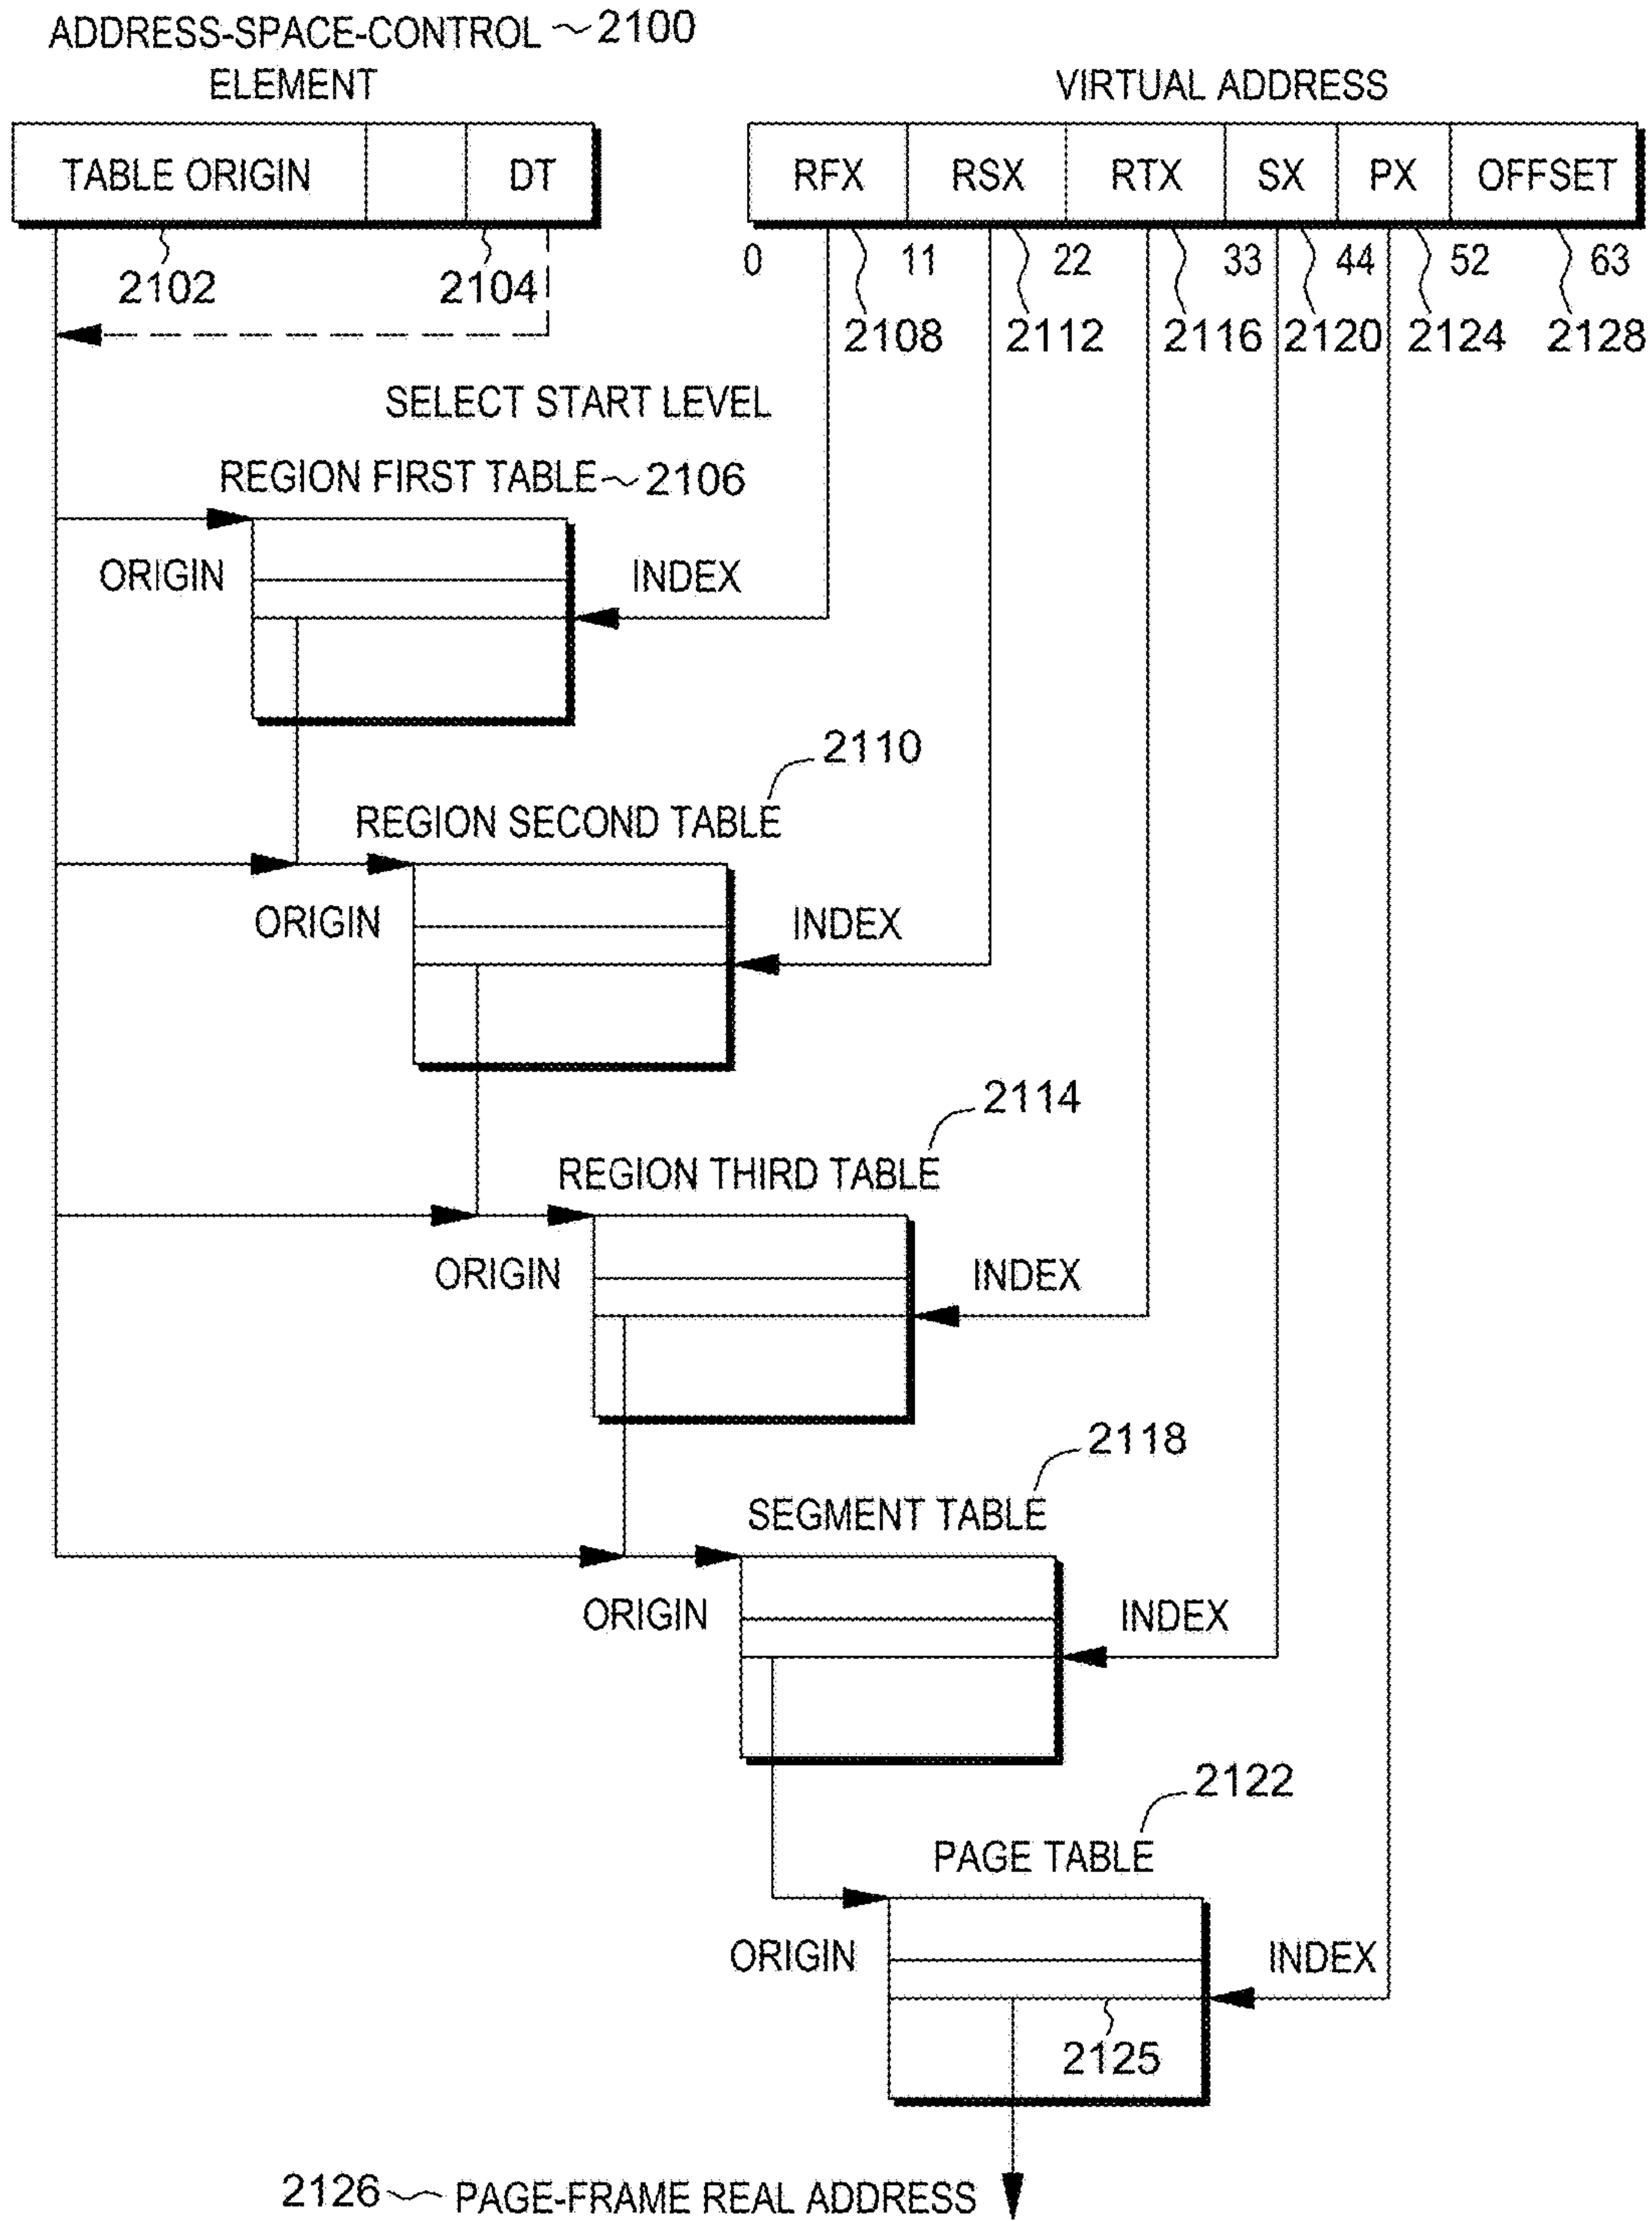 ADDRESS-SPACE-CONTROL 2100
ELEMENT
VIRTUAL ADDRESS
TABLE ORIGIN DT
RFX RSX RTX SX PX OFFSET
0 11 22 33 44 52 63
2102 2104
2108 2112 2116 2120 2124 2128
SELECT START LEVEL
REGION FIRST TABLE 2106
ORIGIN INDEX
2110
REGION SECOND TABLE
ORIGIN INDEX
2114
REGION THIRD TABLE
ORIGIN INDEX
2118
SEGMENT TABLE
ORIGIN INDEX
2122
PAGE TABLE
ORIGIN INDEX
2125
2126 PAGE-FRAME REAL ADDRESS